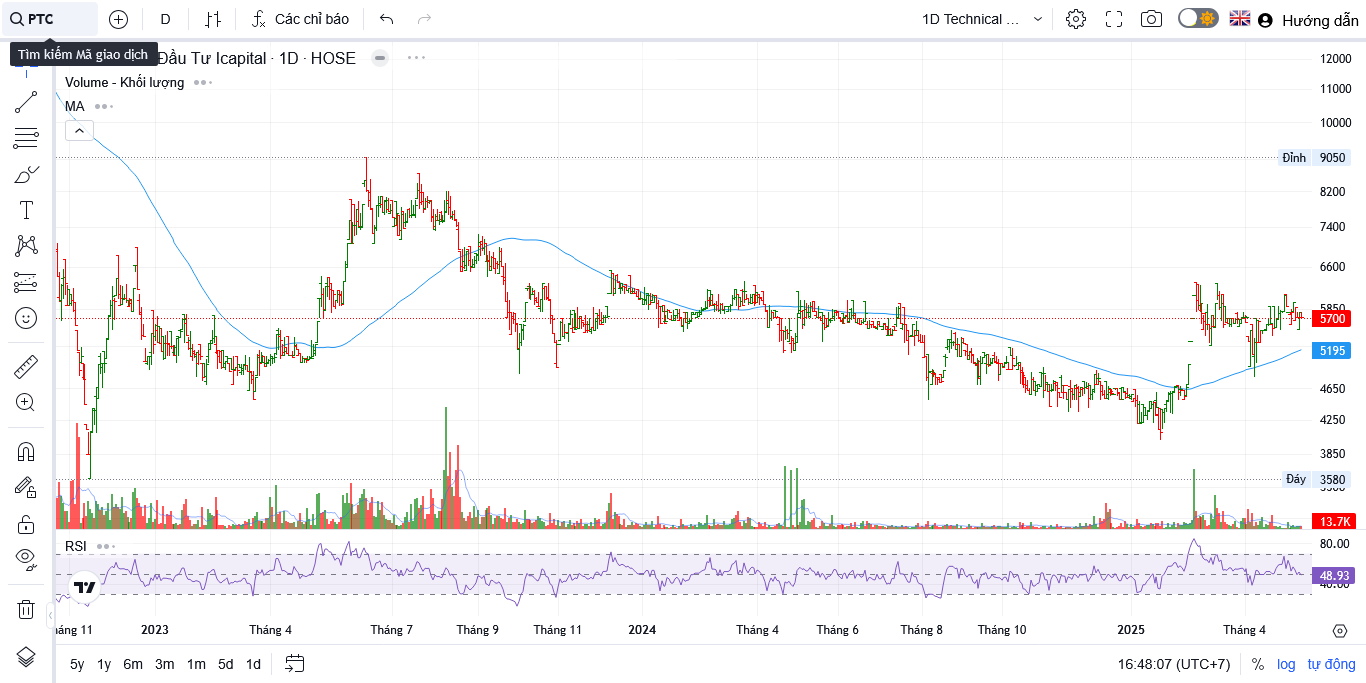 PTC
D
Các chỉ báo
1D Technical ...
Hướng dẫn
Tìm kiếm Mã giao dịch
Đầu Tư Icapital · 1D · HOSE
Volume - Khối lượng
MA
12000
11000
10000
Đỉnh 9050
8200
7400
6600
5850
5700
5195
4650
4250
3850
Đáy 3580
13.7K
RSI
80.00
48.93
40.00
háng 11 2023 Tháng 4 Tháng 7 Tháng 9 Tháng 11 2024 Tháng 4 Tháng 6 Tháng 8 Tháng 10 2025 Tháng 4
5y 1y 6m 3m 1m 5d 1d
16:48:07 (UTC+7) % log tự động